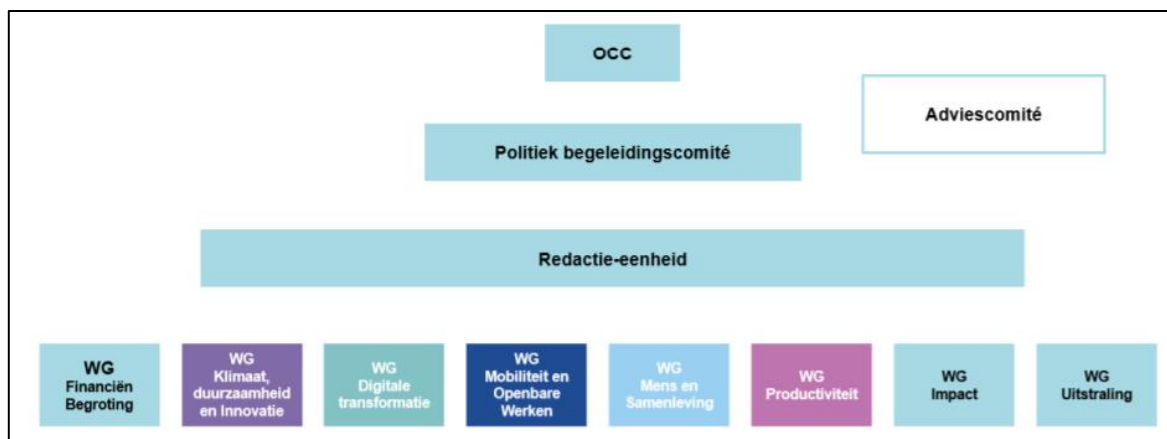 OCC
Adviescomité
Politiek begeleidingscomité
Redactie-eenheid
WG
Financiën
Begroting
WG
Klimaat,
duurzaamheid
en Innovatie
WG
Digitale
transformatie
WG
Mobiliteit en
Openbare
Werken
WG
Mens en
Samenleving
WG
Productiviteit
WG
Impact
WG
Uitstraling